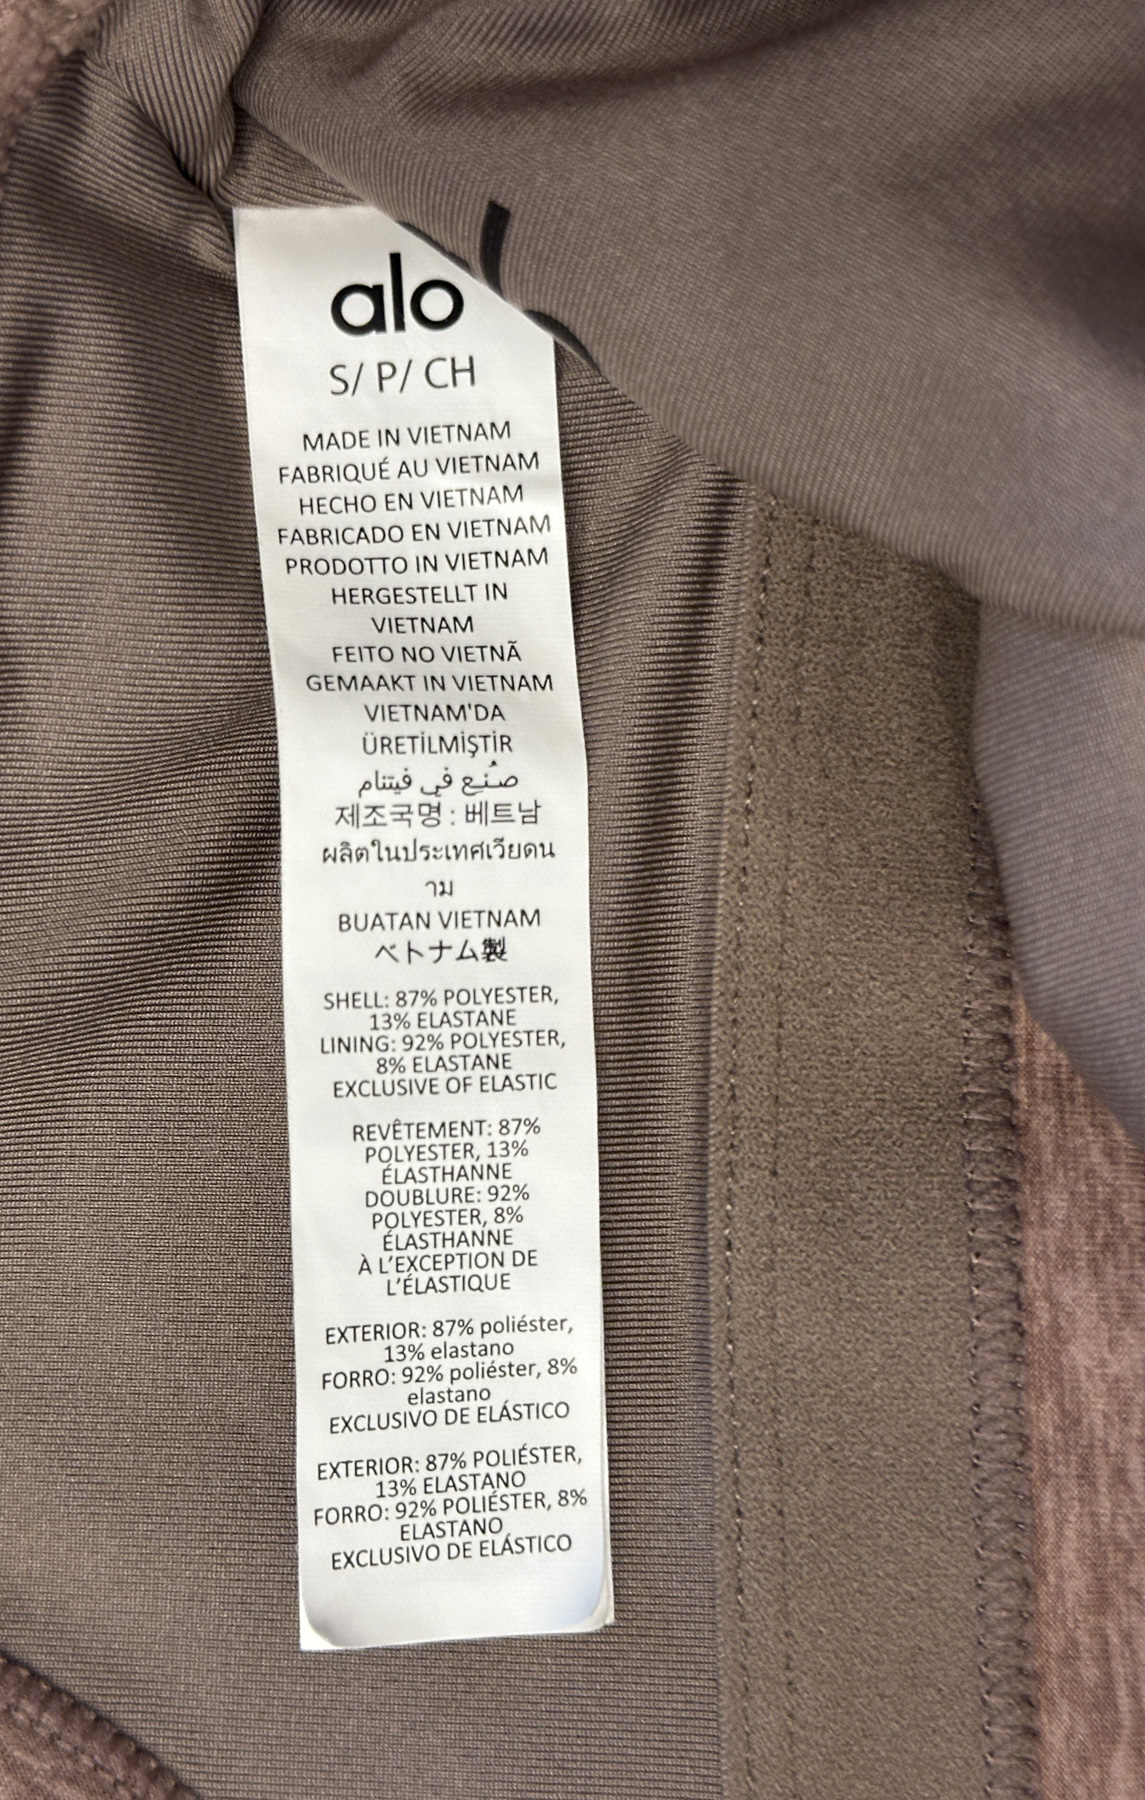 alo
S/ P/ CH
MADE IN VIETNAM
FABRIQUÉ AU VIETNAM
HECHO EN VIETNAM
FABRICADO EN VIETNAM
PRODOTTO IN VIETNAM
HERGESTELLT IN
VIETNAM
FEITO NO VIETNÃ
GEMAAKT IN VIETNAM
VIETNAM'DA
ÜRETİLMİŞTİR
صُنع في فيتنام
제조국명 : 베트남
ผลิตในประเทศเวียดน
าม
BUATAN VIETNAM
ベトナム製
SHELL: 87% POLYESTER,
13% ELASTANE
LINING: 92% POLYESTER,
8% ELASTANE
EXCLUSIVE OF ELASTIC
REVÊTEMENT: 87%
POLYESTER, 13%
ÉLASTHANNE
DOUBLURE: 92%
POLYESTER, 8%
ÉLASTHANNE
À L’EXCEPTION DE
L’ÉLASTIQUE
EXTERIOR: 87% poliéster,
13% elastano
FORRO: 92% poliéster, 8%
elastano
EXCLUSIVO DE ELÁSTICO
EXTERIOR: 87% POLIÉSTER,
13% ELASTANO
FORRO: 92% POLIÉSTER, 8%
ELASTANO
EXCLUSIVO DE ELÁSTICO